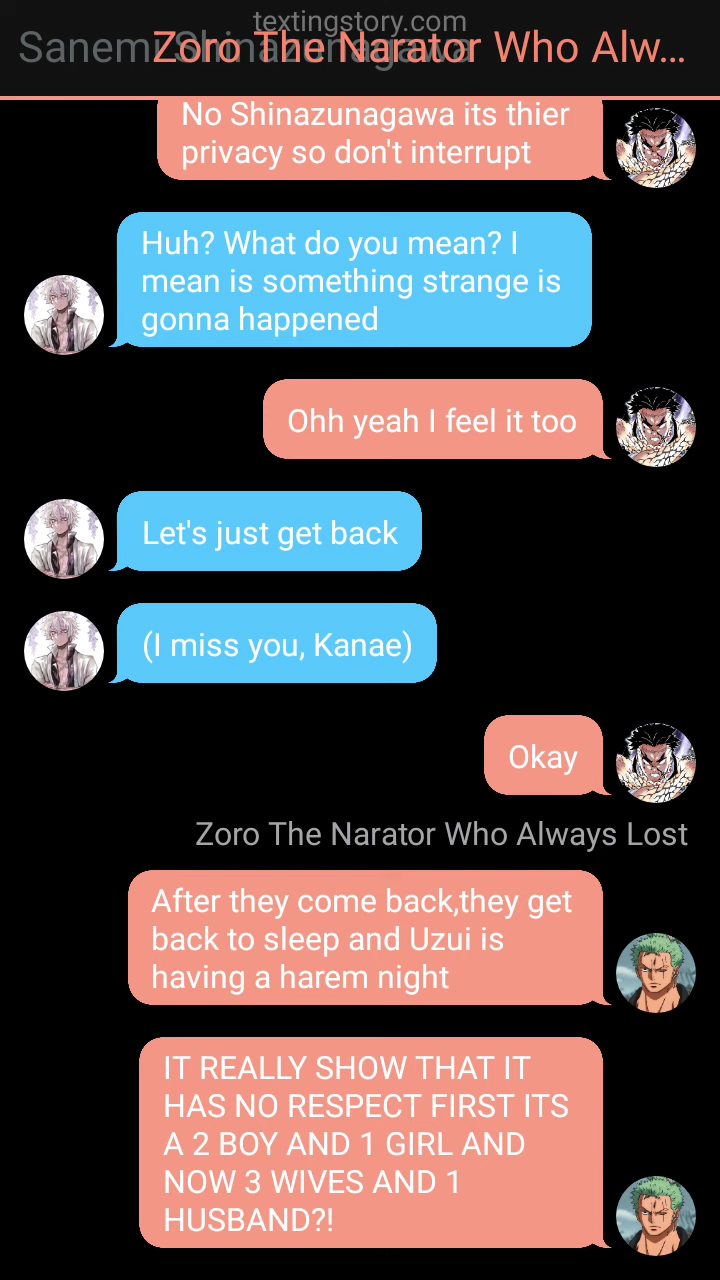 textingstory.com
Sanemi Shinazunagawa
Zoro The Narator Who Alw...
No Shinazunagawa its thier
privacy so don't interrupt
Huh? What do you mean? I
mean is something strange is
gonna happened
Ohh yeah I feel it too
Let's just get back
(I miss you, Kanae)
Okay
Zoro The Narator Who Always Lost
After they come back,they get
back to sleep and Uzui is
having a harem night
IT REALLY SHOW THAT IT
HAS NO RESPECT FIRST ITS
A 2 BOY AND 1 GIRL AND
NOW 3 WIVES AND 1
HUSBAND?!